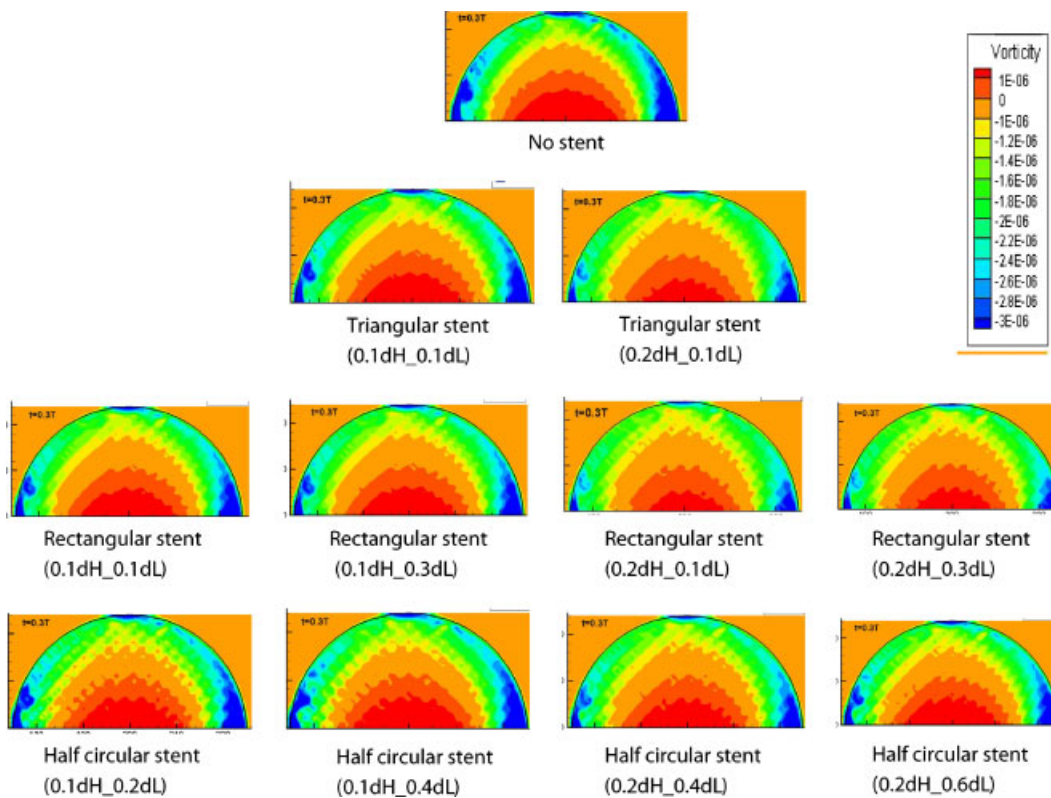 t=0.3T
No stent
Vorticity
1E-06
0
-1E-06
-1.2E-06
-1.4E-06
-1.6E-06
-1.8E-06
-2E-06
-2.2E-06
-2.4E-06
-2.6E-06
-2.8E-06
-3E-06
t=0.3T
t=0.3T
Triangular stent
(0.1dH_0.1dL)
Triangular stent
(0.2dH_0.1dL)
t=0.3T
t=0.3T
t=0.3T
t=0.3T
Rectangular stent
(0.1dH_0.1dL)
Rectangular stent
(0.1dH_0.3dL)
Rectangular stent
(0.2dH_0.1dL)
Rectangular stent
(0.2dH_0.3dL)
t=0.3T
t=0.3T
t=0.3T
t=0.3T
Half circular stent
(0.1dH_0.2dL)
Half circular stent
(0.1dH_0.4dL)
Half circular stent
(0.2dH_0.4dL)
Half circular stent
(0.2dH_0.6dL)